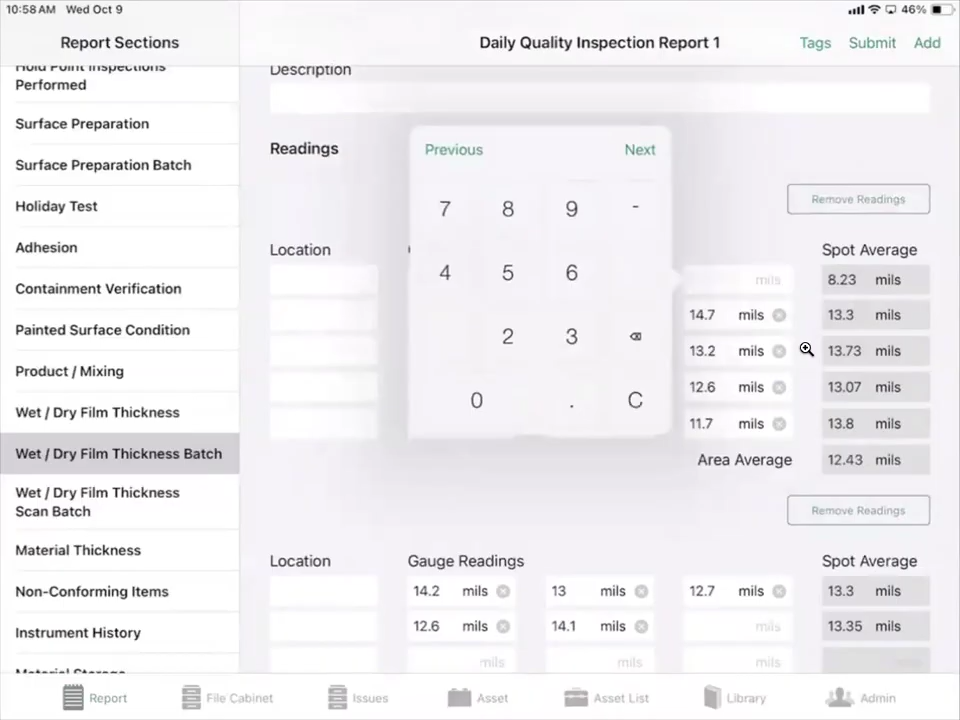 10:58 AM Wed Oct 9
46%
Report Sections
Daily Quality Inspection Report 1
Tags
Submit
Add
Hold Point Inspections
Performed
Surface Preparation
Surface Preparation Batch
Holiday Test
Adhesion
Containment Verification
Painted Surface Condition
Product / Mixing
Wet / Dry Film Thickness
Wet / Dry Film Thickness Batch
Wet / Dry Film Thickness
Scan Batch
Material Thickness
Non-Conforming Items
Instrument History
Material Storage
Description
Readings
Previous
Next
7 8 9 -
4 5 6
2 3
0 . C
Remove Readings
Location
Spot Average
mils 8.23 mils
14.7 mils 13.3 mils
13.2 mils 13.73 mils
12.6 mils 13.07 mils
11.7 mils 13.8 mils
Area Average 12.43 mils
Remove Readings
Location Gauge Readings Spot Average
14.2 mils 13 mils 12.7 mils 13.3 mils
12.6 mils 14.1 mils mils 13.35 mils
mils mils mils mils
Report
File Cabinet
Issues
Asset
Asset List
Library
Admin